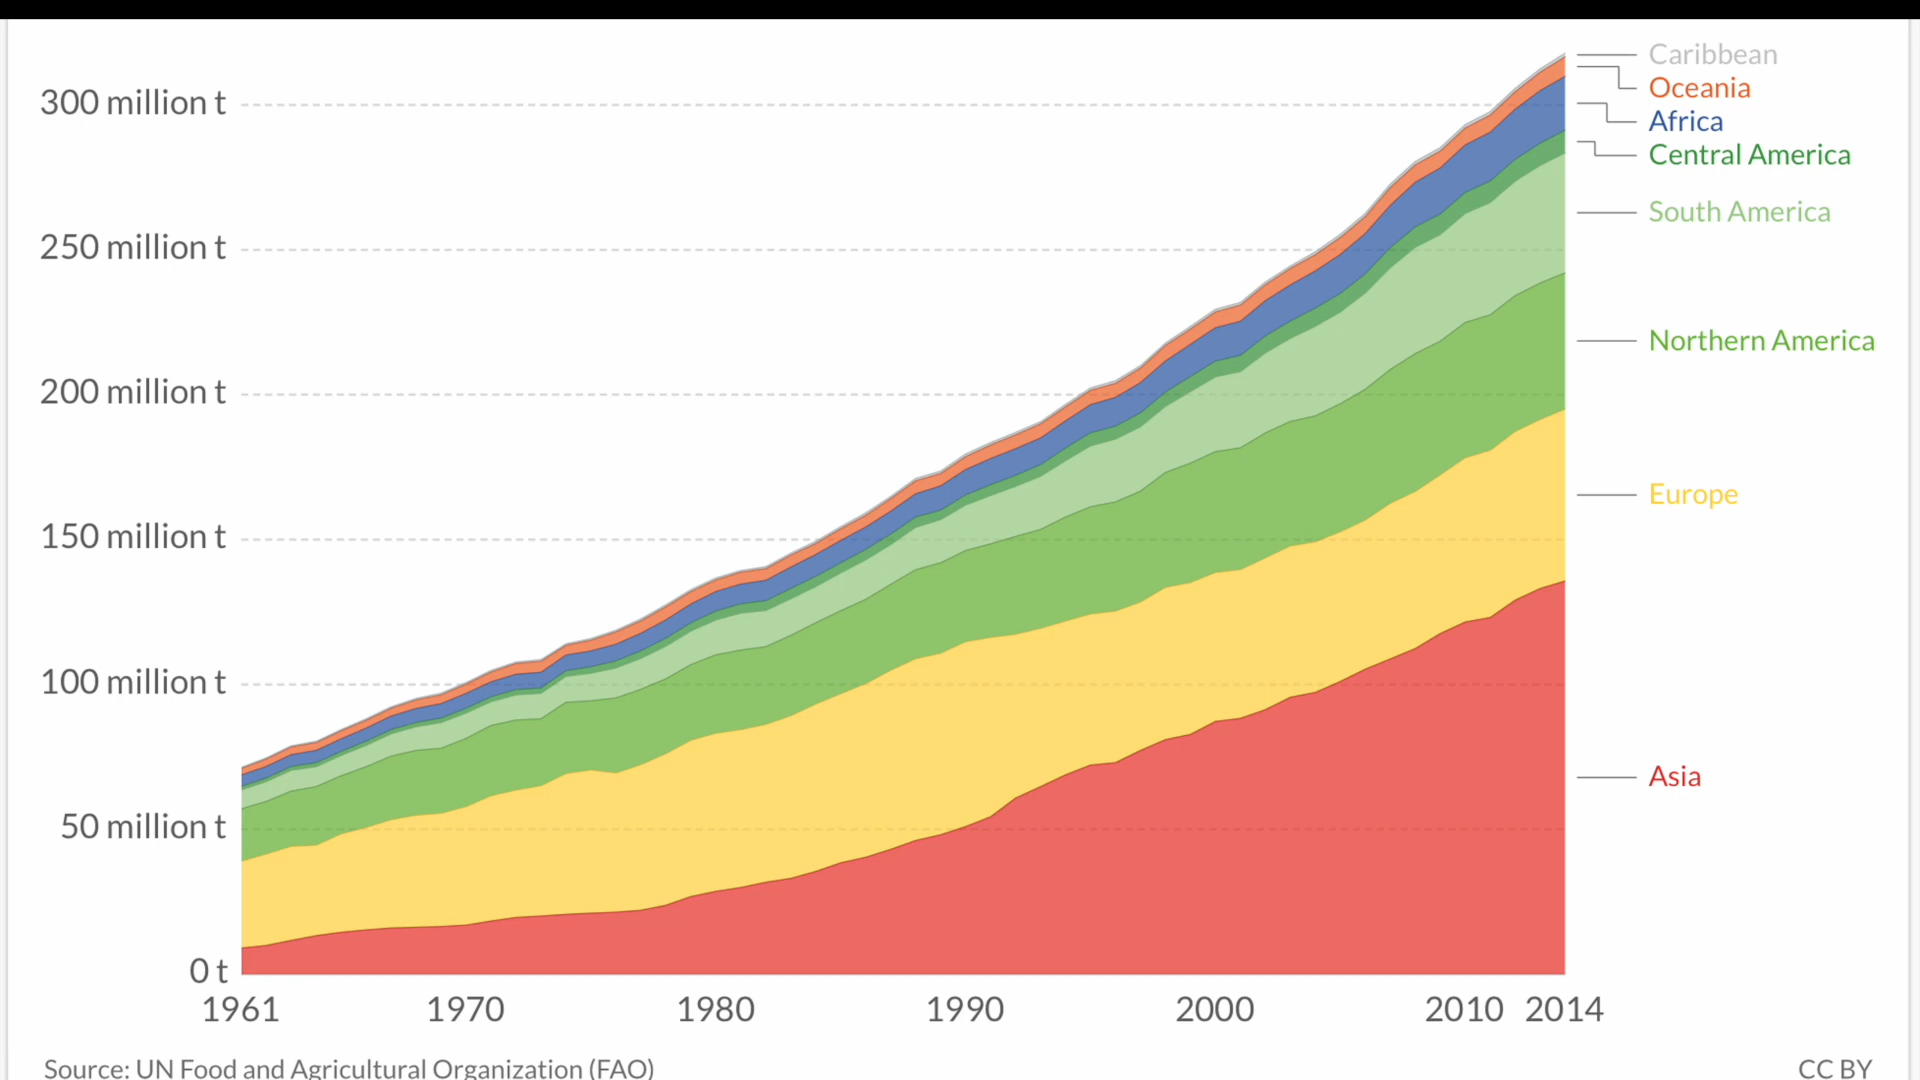 Caribbean
300 million t
Oceania
Africa
Central America
South America
250 million t
Northern America
200 million t
Europe
150 million t
100 million t
Asia
50 million t
0 t
1961 1970 1980 1990 2000 2010 2014
Source: UN Food and Agricultural Organization (FAO) CC BY